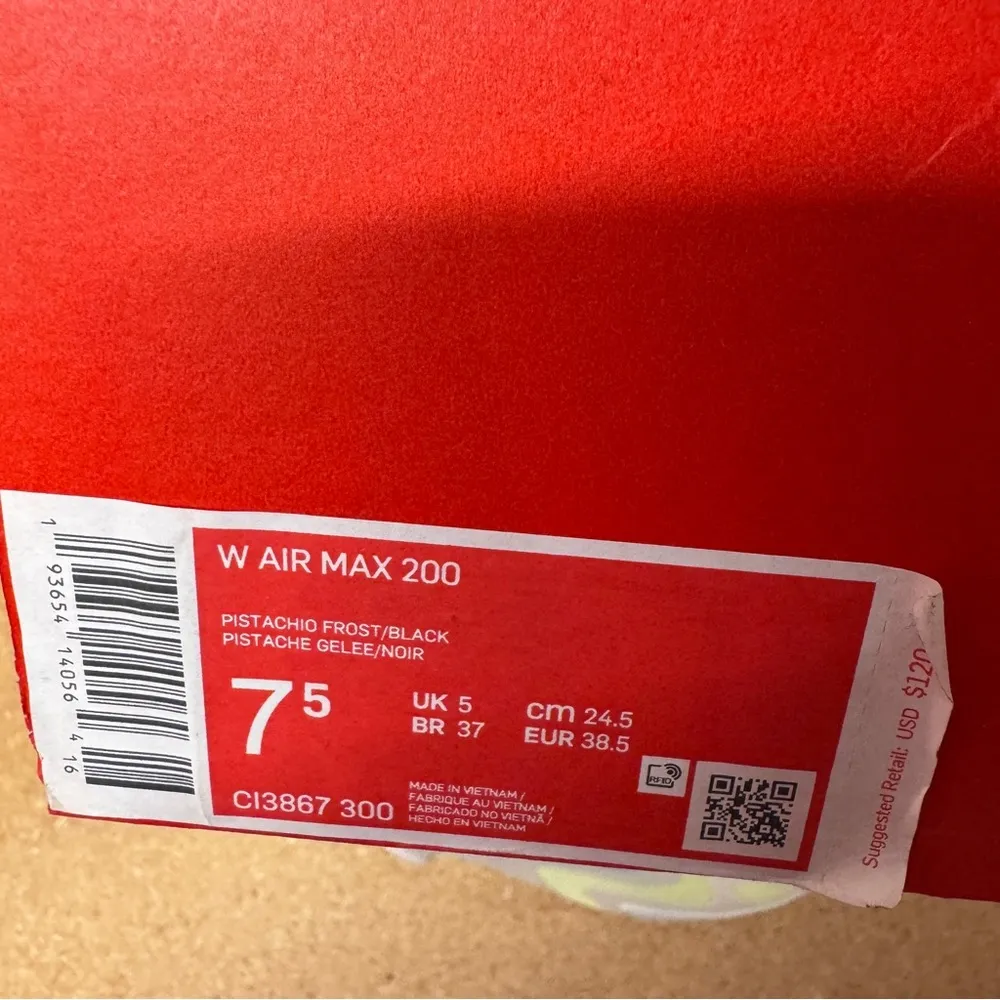 W AIR MAX 200
PISTACHIO FROST/BLACK
PISTACHE GELEE/NOIR
7 5
UK 5
BR 37
cm 24.5
EUR 38.5
CI3867 300
MADE IN VIETNAM /
FABRIQUE AU VIETNAM /
FABRICADO NO VIETNÃ /
HECHO EN VIETNAM
RFID
Suggested Retail: USD $120
1 93654 14056 4 16